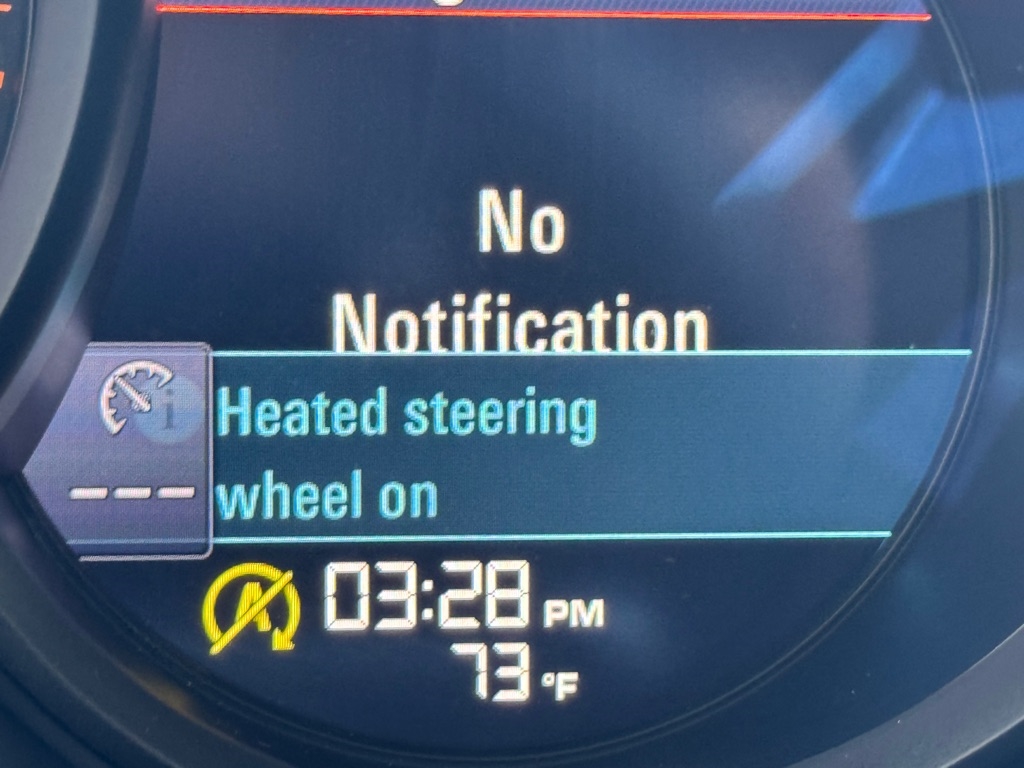 No
Notification
i
Heated steering
wheel on
---
A 03:28 PM
73 °F